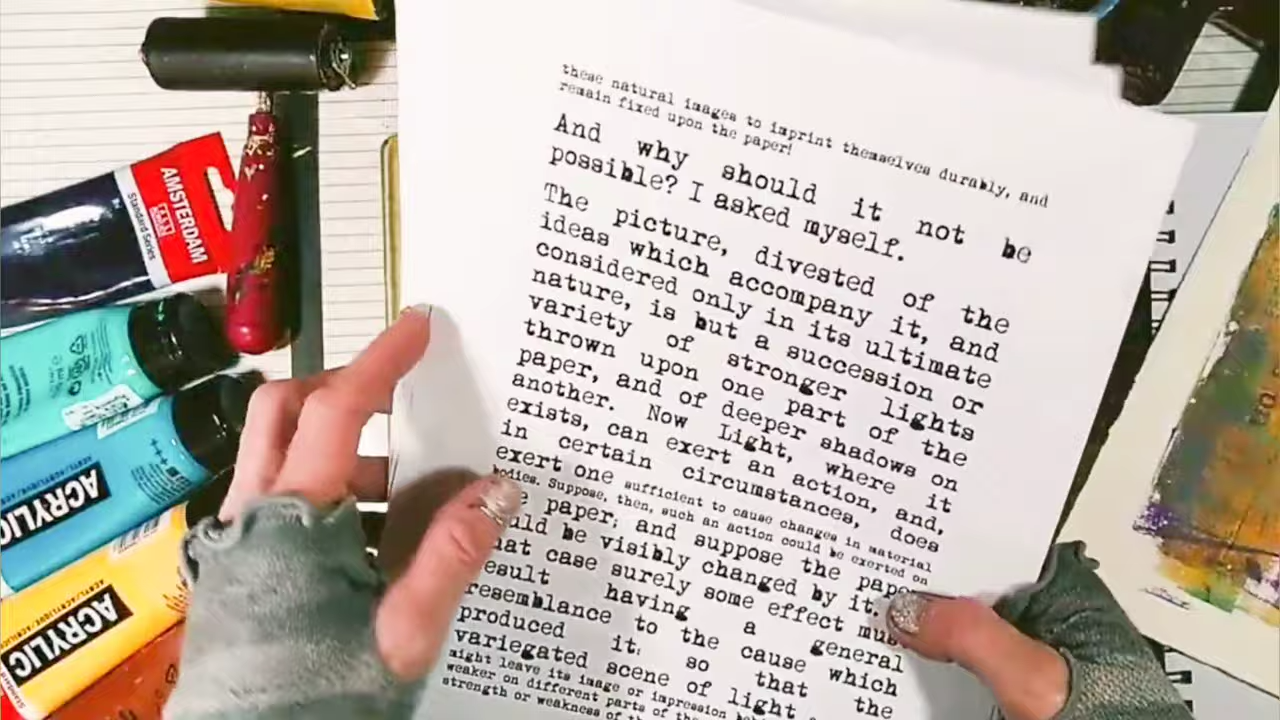 these natural images to imprint themselves durably, and
remain fixed upon the paper!
And why should it not be
possible? I asked myself.
The picture, divested of the
ideas which accompany it, and
considered only in its ultimate
nature, is but a succession or
variety of stronger lights
thrown upon one part of the
paper, and of deeper shadows on
another. Now Light, where it
exists, can exert an action, and,
in certain circumstances, does
exert one sufficient to cause changes in material
bodies. Suppose, then, such an action could be exerted on
paper; and suppose the paper
be visibly changed by it.
case surely some effect
result having a general
resemblance to the cause which
produced it: so that the
variegated scene of light
might leave its image or impression
weaker on different parts of the
strength or weakness of
AMSTERDAM
Standard Series
ACRYLIC
ACRYLIC